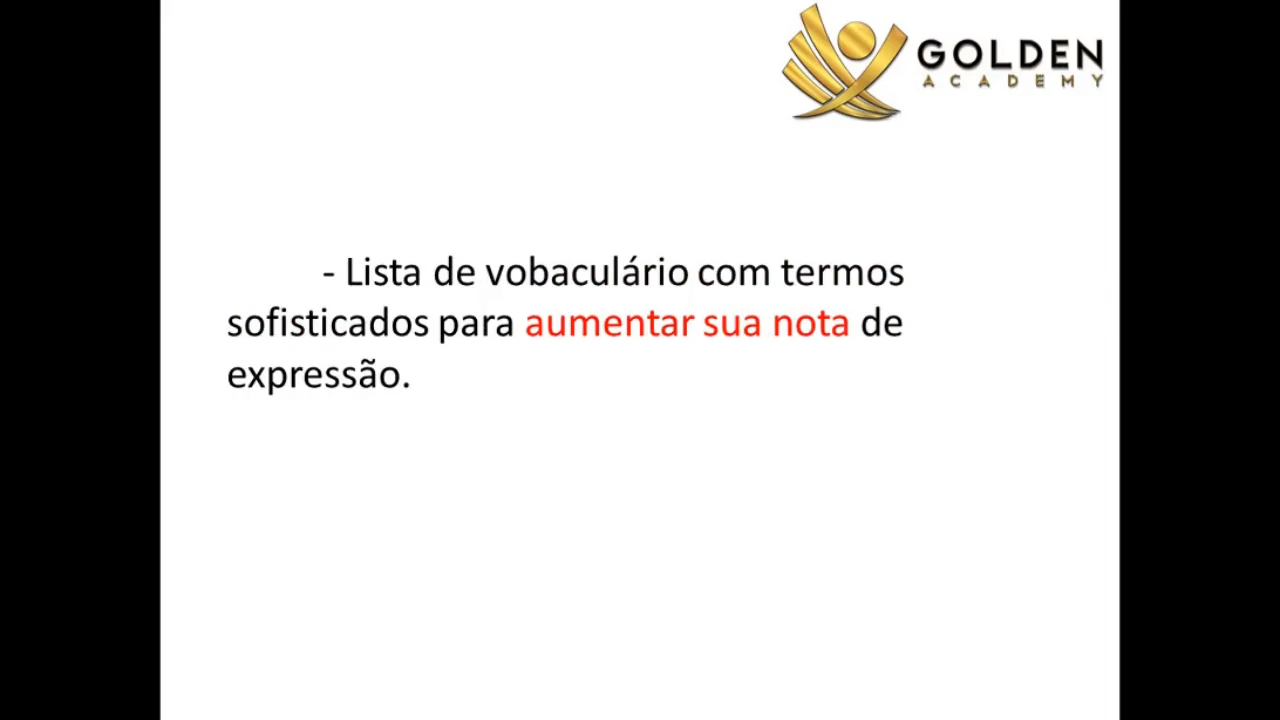 GOLDEN
ACADEMY
- Lista de vobaculário com termos
sofisticados para aumentar sua nota de
expressão.